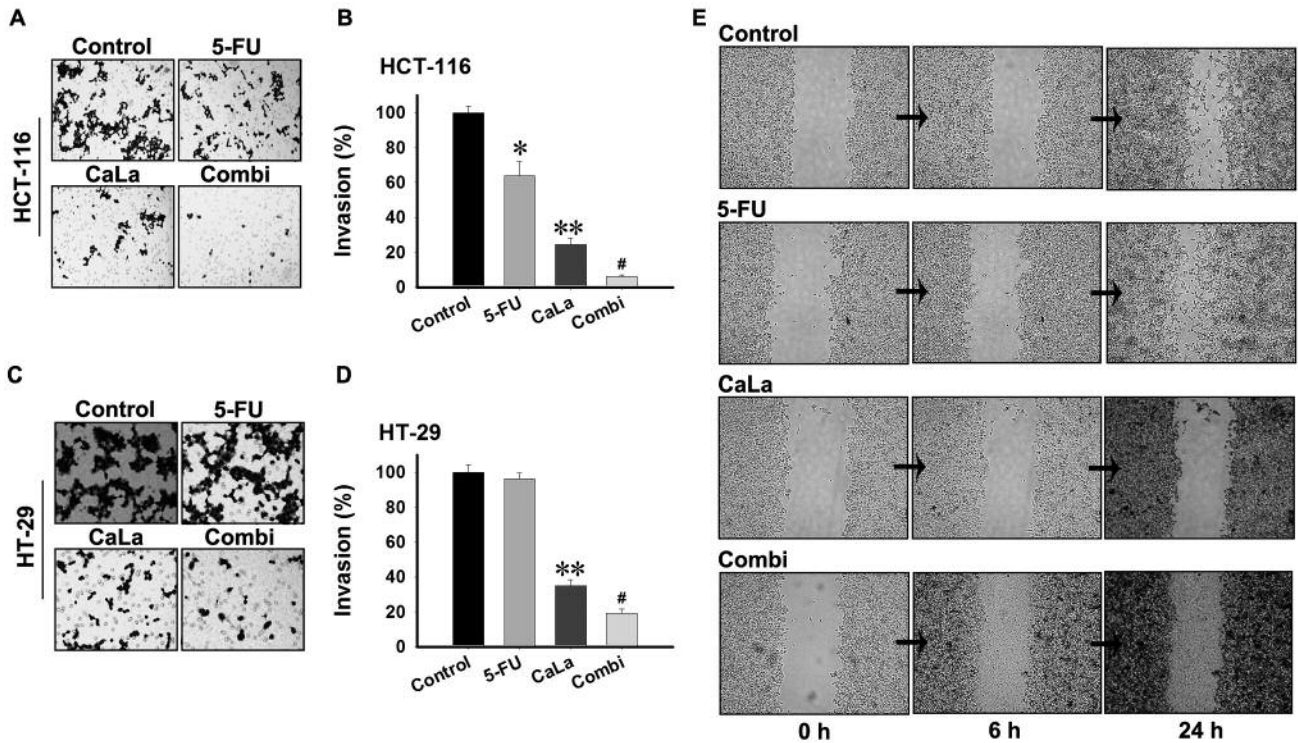 A
Control 5-FU
HCT-116
CaLa Combi
B
HCT-116
Invasion (%)
100
80
60
40
20
0
*
**
#
Control 5-FU CaLa Combi
C
Control 5-FU
HT-29
CaLa Combi
D
HT-29
Invasion (%)
100
80
60
40
20
0
**
#
Control 5-FU CaLa Combi
E
Control
5-FU
CaLa
Combi
0 h 6 h 24 h